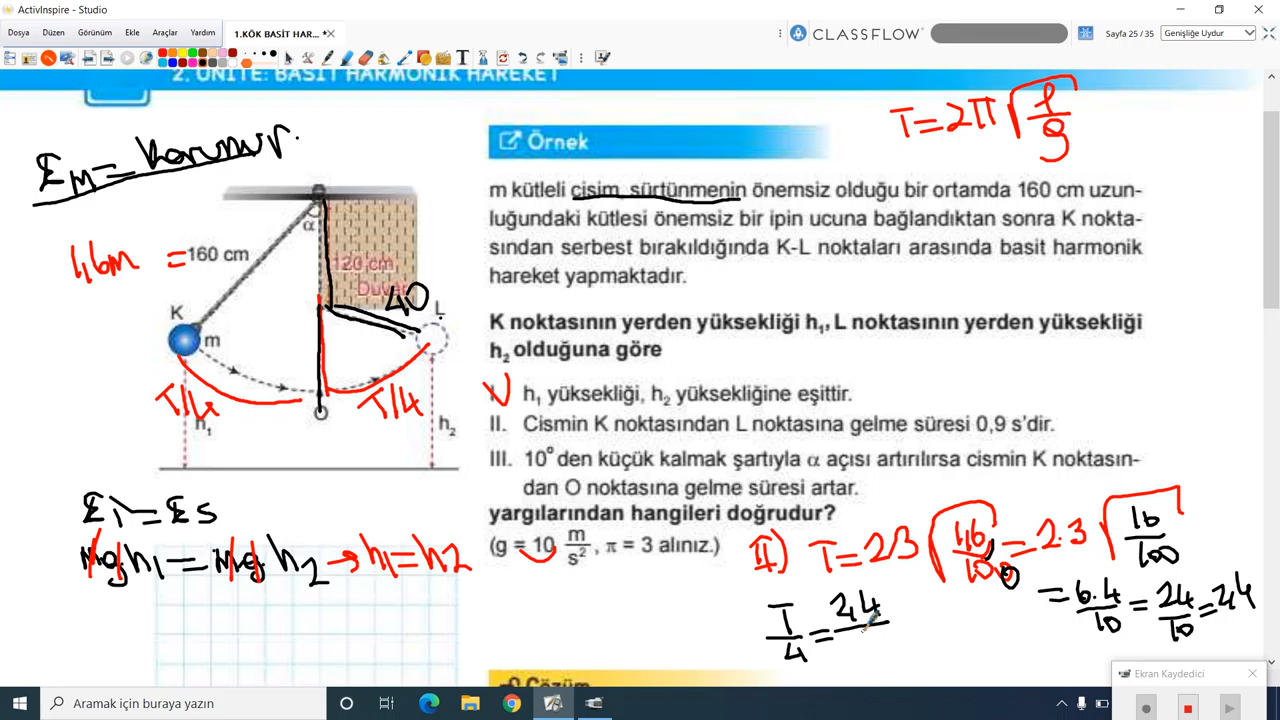 ActivInspire - Studio
Dosya Düzen Görünüm Ekle Araçlar Yardım
1.KÖK BASİT HAR... *
CLASSFLOW
Sayfa 25 / 35
Genişliğe Uydur
2. ÜNİTE: BASİT HARMONİK HAREKET
T=2π√l/g
EM = korunur.
Örnek
m kütleli cisim, sürtünmenin önemsiz olduğu bir ortamda 160 cm uzun-
luğundaki kütlesi önemsiz bir ipin ucuna bağlandıktan sonra K nokta-
sından serbest bırakıldığında K-L noktaları arasında basit harmonik
hareket yapmaktadır.
K noktasının yerden yüksekliği h₁, L noktasının yerden yüksekliği
h₂ olduğuna göre
I. h₁ yüksekliği, h₂ yüksekliğine eşittir.
II. Cismin K noktasından L noktasına gelme süresi 0,9 s'dir.
III. 10° den küçük kalmak şartıyla α açısı artırılırsa cismin K noktasın-
dan O noktasına gelme süresi artar.
yargılarından hangileri doğrudur?
(g = 10 m/s², π = 3 alınız.)
α
1,6m = 160 cm
120 cm
Duvar
40
K
L
m
T/4
T/4
h₁
O
h₂
Eİ = Es
mgh₁ = mgh₂ → h₁ = h₂
II) T=2.3 √1,6/10 = 2.3 √16/100
= 6.4/10 = 24/10 = 2,4
T/4 = 2,4
Çözüm
Ekran Kaydedici
Aramak için buraya yazın